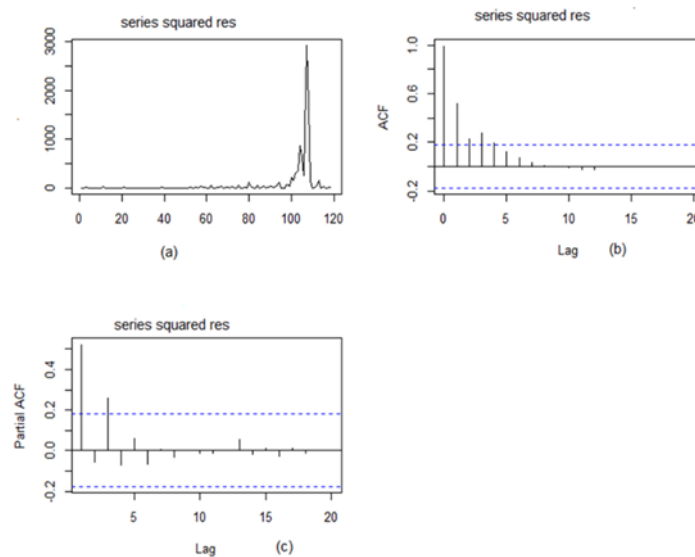 series squared res
3000
1000
0
0 20 40 60 80 100 120
(a)
series squared res
ACF
1.0
0.6
0.2
-0.2
0 5 10 15 20
Lag (b)
series squared res
Partial ACF
0.4
0.2
0.0
-0.2
5 10 15 20
Lag (c)